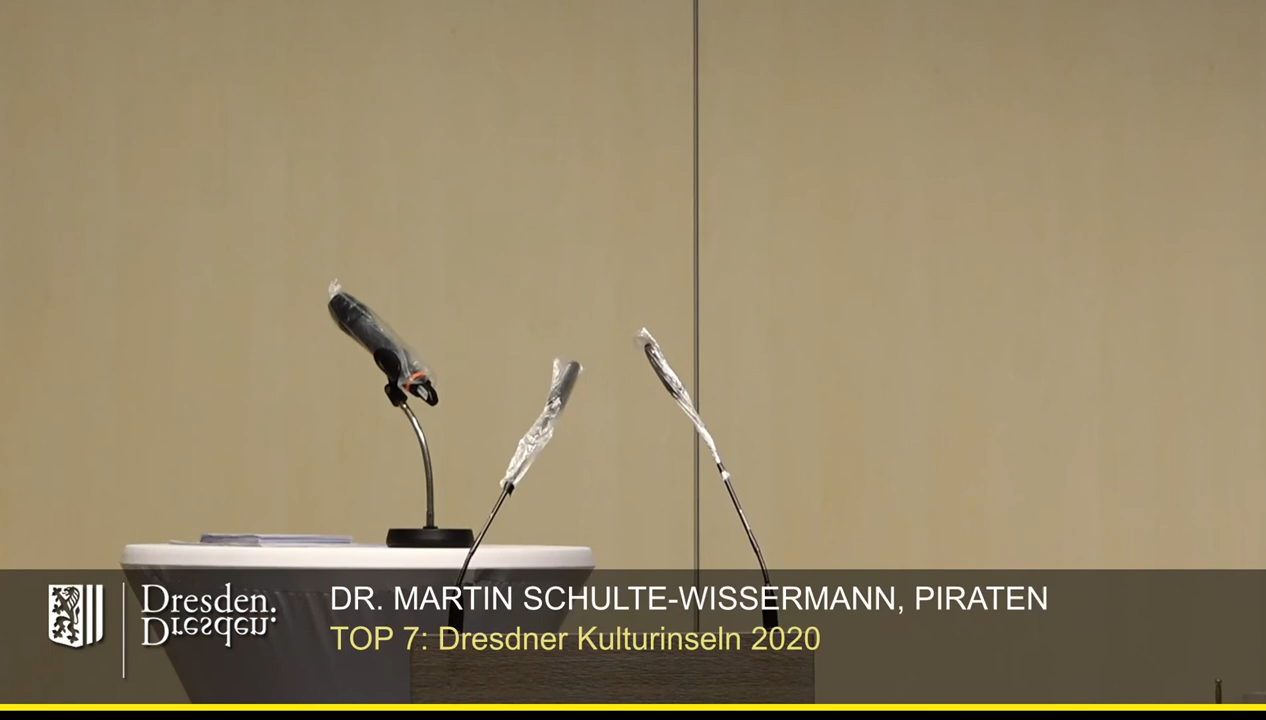 Dresden.
Dresden.
DR. MARTIN SCHULTE-WISSERMANN, PIRATEN
TOP 7: Dresdner Kulturinseln 2020